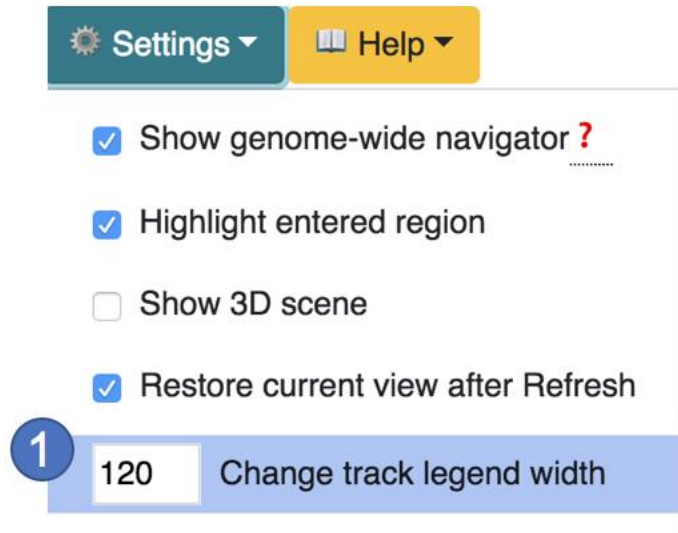 Settings Help
Show genome-wide navigator ?
Highlight entered region
Show 3D scene
Restore current view after Refresh
1 120 Change track legend width